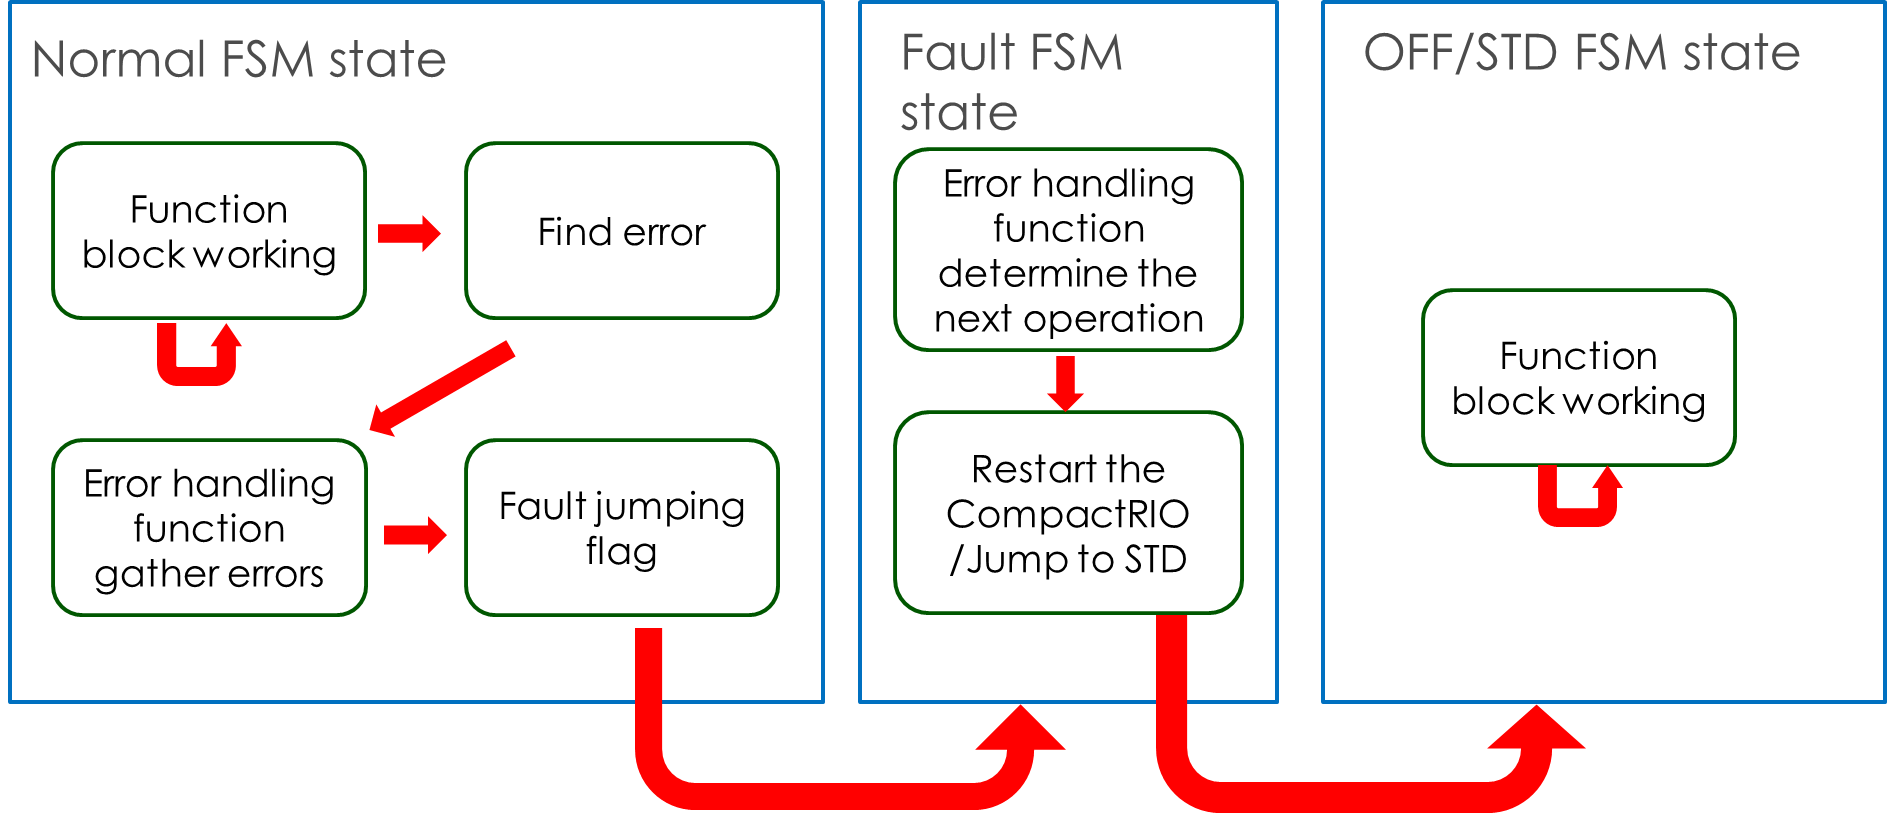 Normal FSM state
Function
block working
Find error
Error handling
function
gather errors
Fault jumping
flag
Fault FSM
state
Error handling
function
determine the
next operation
Restart the
CompactRIO
/Jump to STD
OFF/STD FSM state
Function
block working